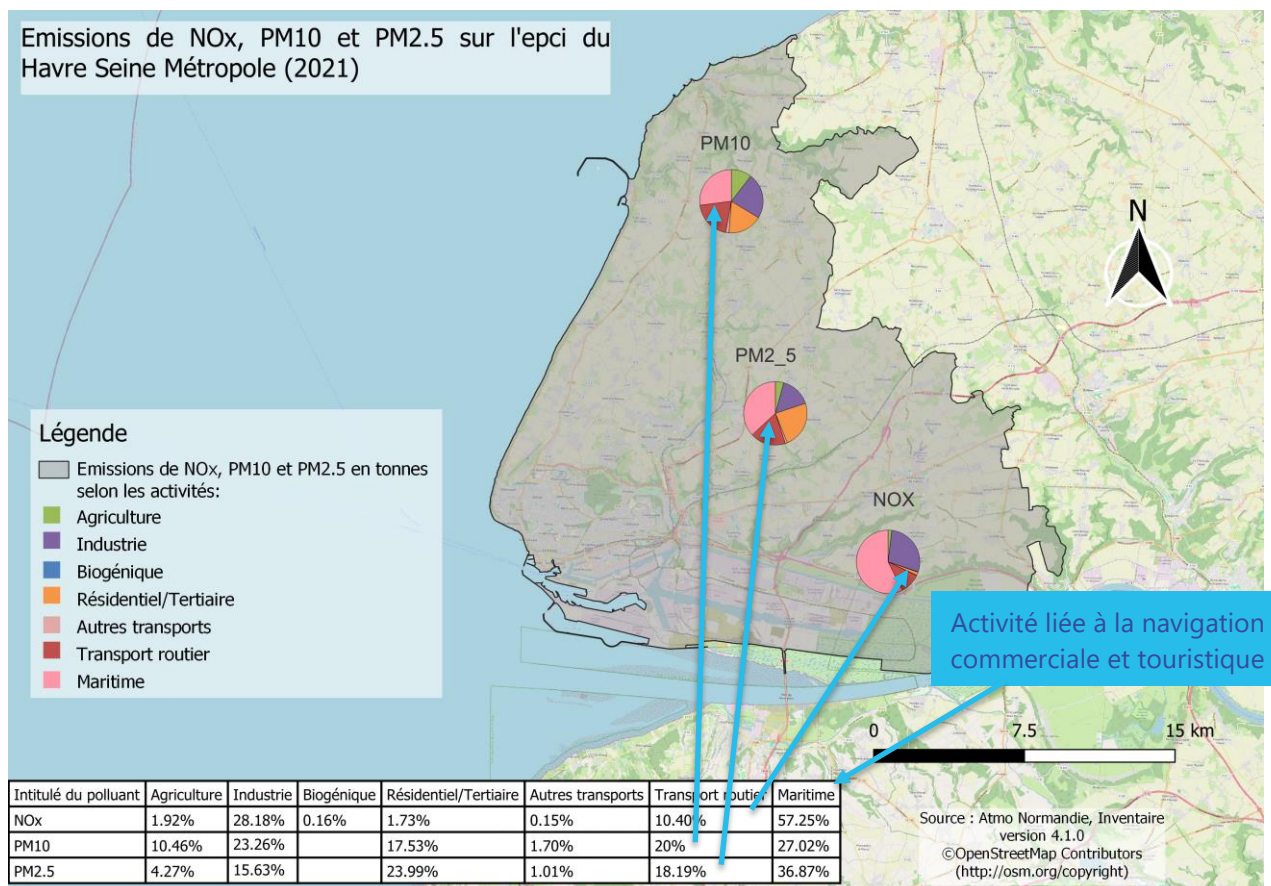 Emissions de NOx, PM10 et PM2.5 sur l'epci du
Havre Seine Métropole (2021)
PM10
N
PM2_5
NOX
Légende
Emissions de NOx, PM10 et PM2.5 en tonnes
selon les activités:
Agriculture
Industrie
Biogénique
Résidentiel/Tertiaire
Autres transports
Transport routier
Maritime
Activité liée à la navigation
commerciale et touristique
0 7.5 15 km
Intitulé du polluant Agriculture Industrie Biogénique Résidentiel/Tertiaire Autres transports Transport routier Maritime
NOx 1.92% 28.18% 0.16% 1.73% 0.15% 10.40% 57.25%
PM10 10.46% 23.26% 17.53% 1.70% 20% 27.02%
PM2.5 4.27% 15.63% 23.99% 1.01% 18.19% 36.87%
Source : Atmo Normandie, Inventaire
version 4.1.0
©OpenStreetMap Contributors
(http://osm.org/copyright)